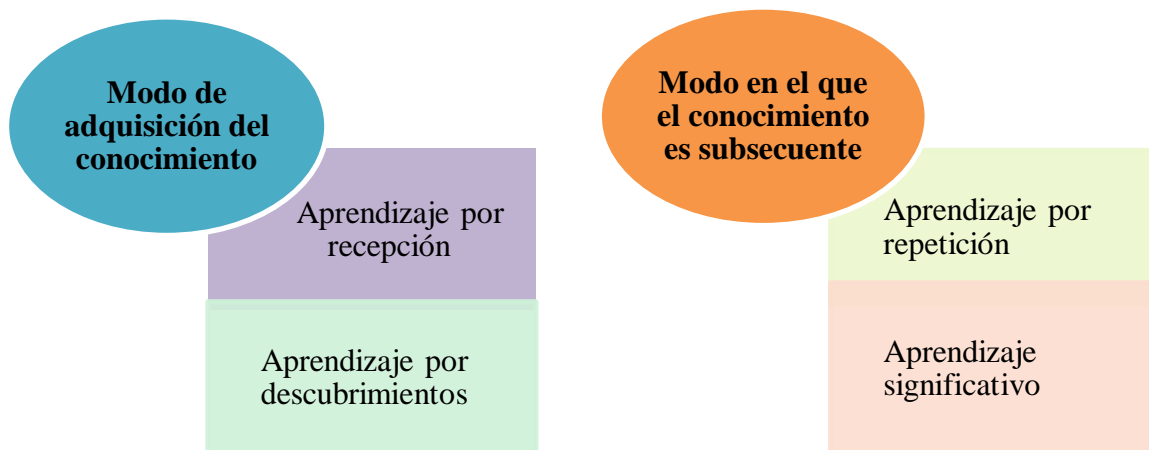 Modo de
adquisición del
conocimiento
Aprendizaje por
recepción
Aprendizaje por
descubrimientos
Modo en el que
el conocimiento
es subsecuente
Aprendizaje por
repetición
Aprendizaje
significativo